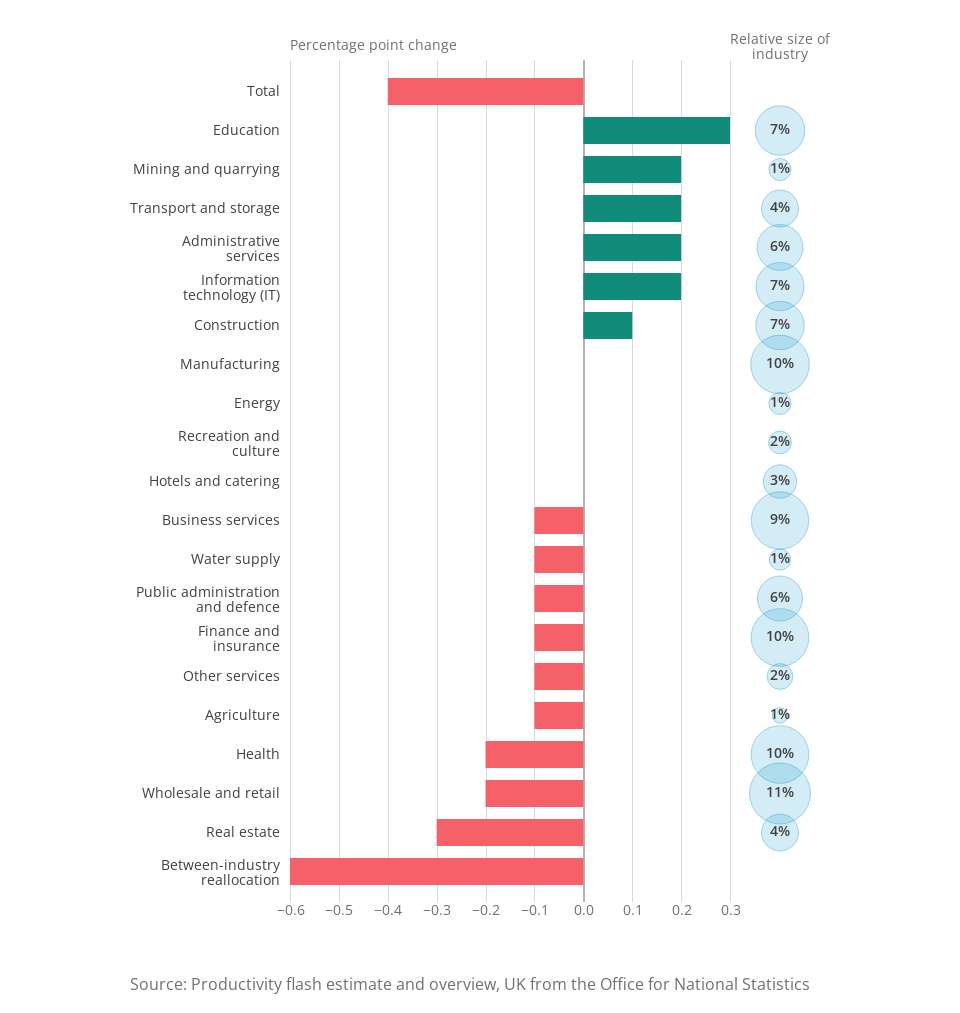 Percentage point change
Relative size of
industry
Total
Education
7%
Mining and quarrying
1%
Transport and storage
4%
Administrative
services
6%
Information
technology (IT)
7%
Construction
7%
Manufacturing
10%
Energy
1%
Recreation and
culture
2%
Hotels and catering
3%
Business services
9%
Water supply
1%
Public administration
and defence
6%
Finance and
insurance
10%
Other services
2%
Agriculture
1%
Health
10%
Wholesale and retail
11%
Real estate
4%
Between-industry
reallocation
−0.6 −0.5 −0.4 −0.3 −0.2 −0.1 0.0 0.1 0.2 0.3
Source: Productivity flash estimate and overview, UK from the Office for National Statistics